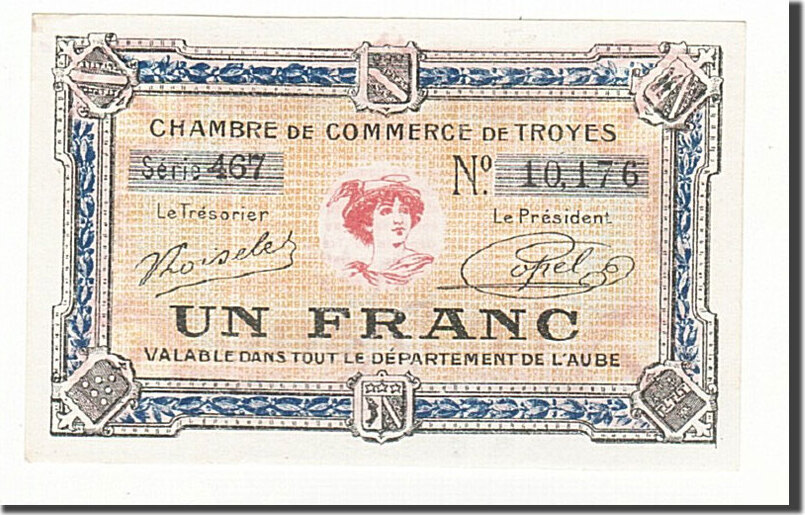 CHAMBRE DE COMMERCE DE TROYES
Série 467 No. 10,176
Le Trésorier Le Président
UN FRANC
VALABLE DANS TOUT LE DÉPARTEMENT DE L'AUBE